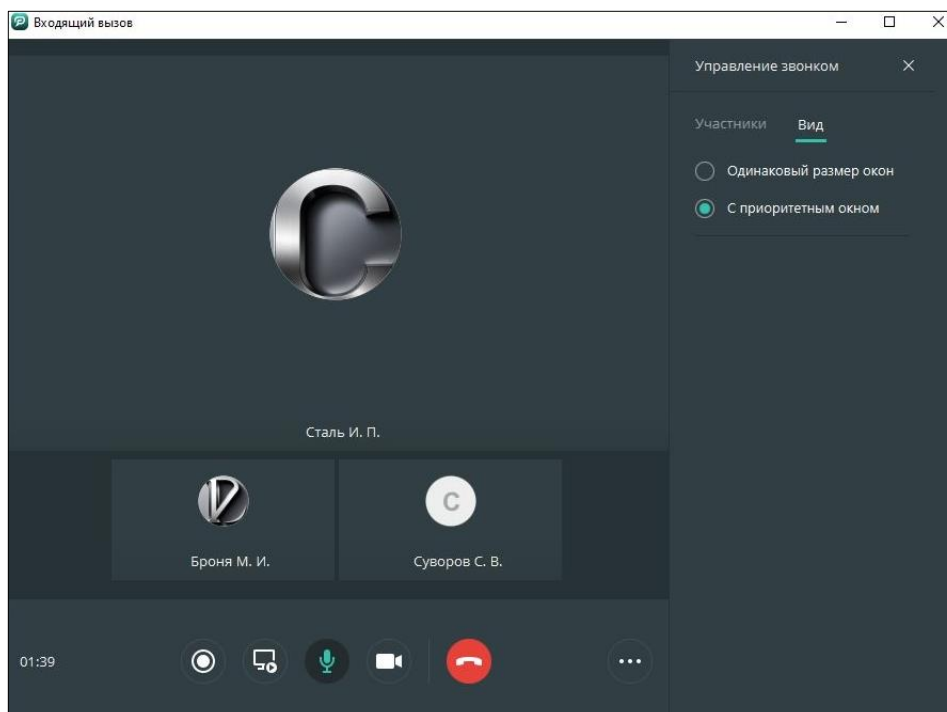 Входящий вызов
Управление звонком
Участники Вид
Одинаковый размер окон
С приоритетным окном
С
Сталь И. П.
С
Броня М. И.
Суворов С. В.
01:39